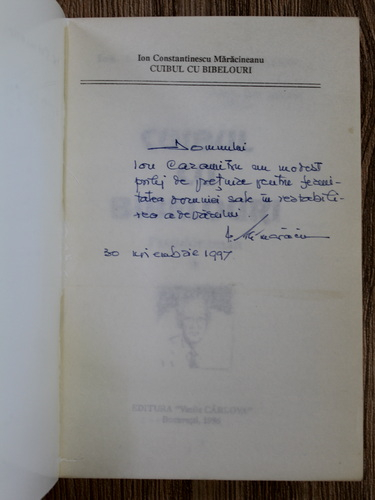 Ion Constantinescu Mărăcineanu
CUIBUL CU BIBELOURI
Domnului
Ion Caramitru un modest
prilej de prețuire pentru fermi-
tatea domniei sale în restabili-
rea adevărului
30 noiembrie 1997
EDITURA "Vasile CÂRLOVA"
București, 1996